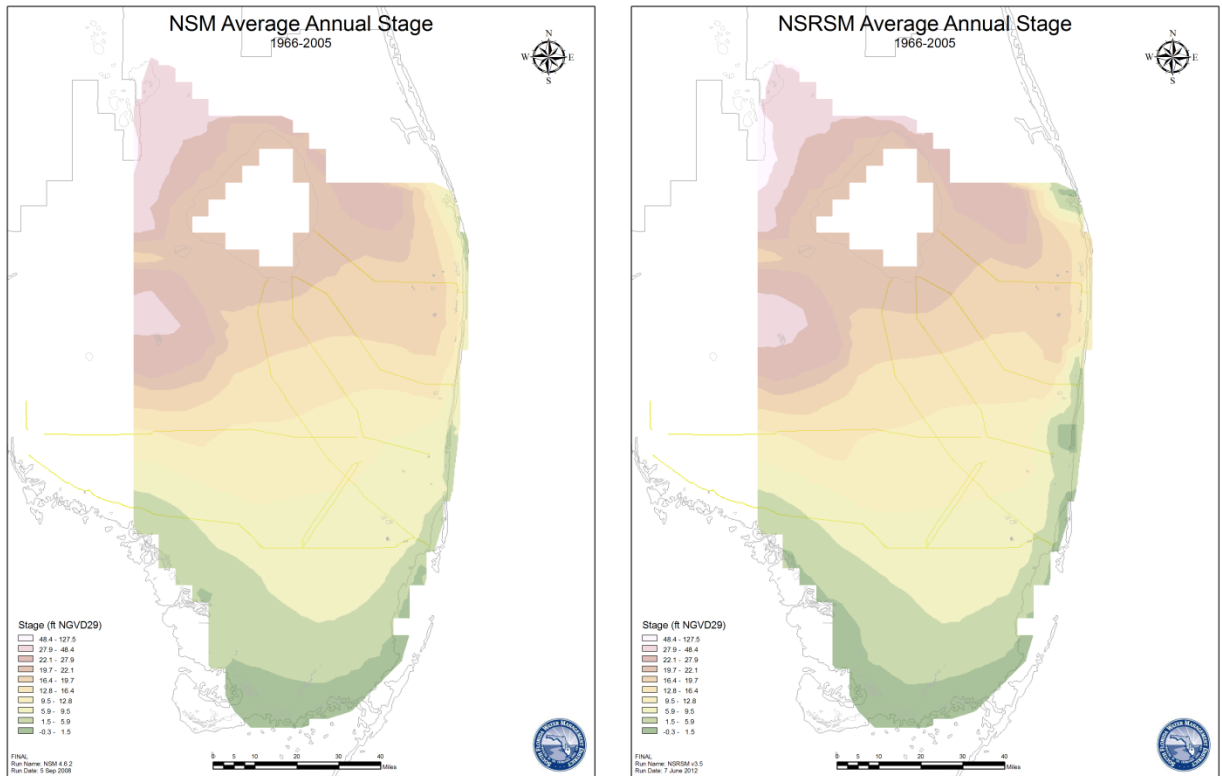 NSM Average Annual Stage
1966-2005
N
W
E
S
Stage (ft NGVD29)
48.4 - 127.5
27.9 - 48.4
22.1 - 27.9
19.7 - 22.1
16.4 - 19.7
12.8 - 16.4
9.5 - 12.8
5.9 - 9.5
1.5 - 5.9
-0.3 - 1.5
FINAL
Run Name: NSM 4.6.2
Run Date: 5 Sep 2008
0 5 10 20 30 40
Miles
NSRSM Average Annual Stage
1966-2005
N
W
E
S
Stage (ft NGVD29)
48.4 - 127.5
27.9 - 48.4
22.1 - 27.9
19.7 - 22.1
16.4 - 19.7
12.8 - 16.4
9.5 - 12.8
5.9 - 9.5
1.5 - 5.9
-0.3 - 1.5
FINAL
Run Name: NSRSM v3.5
Run Date: 7 June 2012
0 5 10 20 30 40
Miles